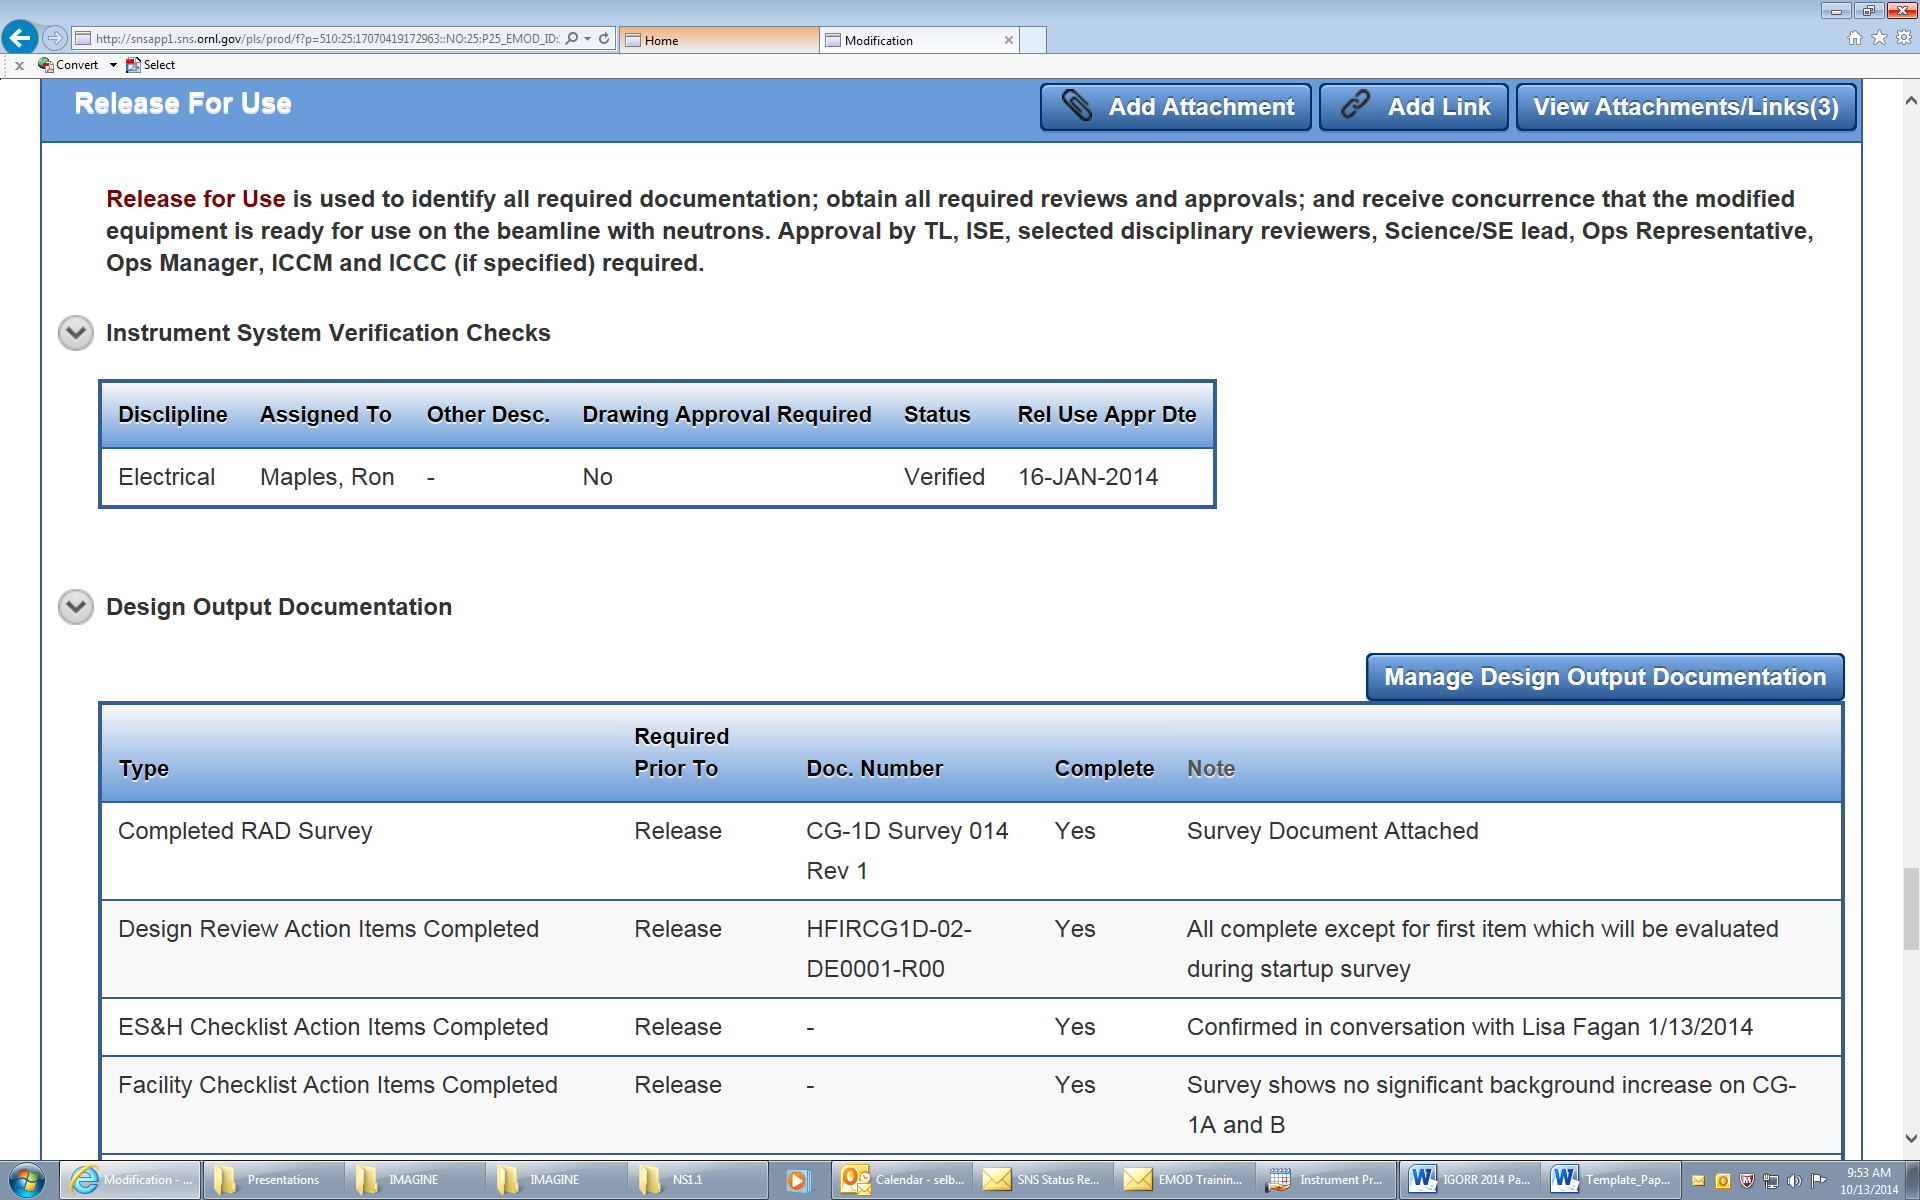 http://snsapp1.sns.ornl.gov/pls/prod/f?p=510:25:17070419172963::NO:25:P25_EMOD_ID:
Home
Modification
x Convert Select
Release For Use
Add Attachment
Add Link
View Attachments/Links(3)
Release for Use is used to identify all required documentation; obtain all required reviews and approvals; and receive concurrence that the modified
equipment is ready for use on the beamline with neutrons. Approval by TL, ISE, selected disciplinary reviewers, Science/SE lead, Ops Representative,
Ops Manager, ICCM and ICCC (if specified) required.
Instrument System Verification Checks
Disclipline Assigned To Other Desc. Drawing Approval Required Status Rel Use Appr Dte
Electrical Maples, Ron - No Verified 16-JAN-2014
Design Output Documentation
Manage Design Output Documentation
Required
Type Prior To Doc. Number Complete Note
Completed RAD Survey Release CG-1D Survey 014 Yes Survey Document Attached
Rev 1
Design Review Action Items Completed Release HFIRCG1D-02- Yes All complete except for first item which will be evaluated
DE0001-R00 during startup survey
ES&H Checklist Action Items Completed Release - Yes Confirmed in conversation with Lisa Fagan 1/13/2014
Facility Checklist Action Items Completed Release - Yes Survey shows no significant background increase on CG-
1A and B
Modification - ...
Presentations
IMAGINE
IMAGINE
NS1.1
Calendar - selb...
SNS Status Re...
EMOD Trainin...
Instrument Pr...
IGORR 2014 Pa...
Template_Pap...
9:53 AM
10/13/2014